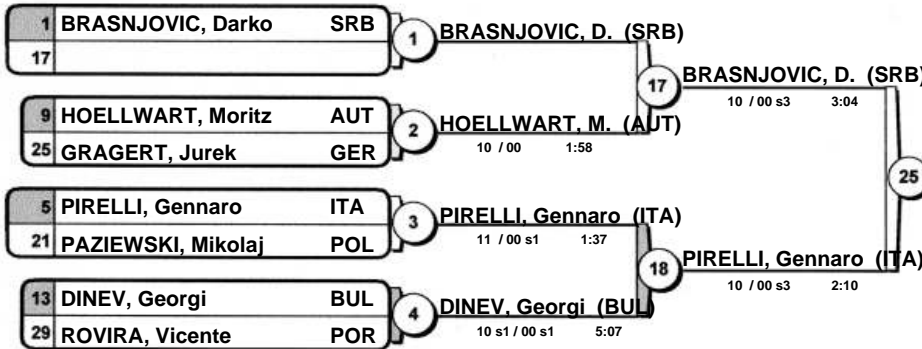 1 BRASNJOVIC, Darko SRB
17
1
BRASNJOVIC, D. (SRB)
17
BRASNJOVIC, D. (SRB)
10 / 00 s3 3:04
9 HOELLWART, Moritz AUT
25 GRAGERT, Jurek GER
2
HOELLWART, M. (AUT)
10 / 00 1:58
25
5 PIRELLI, Gennaro ITA
21 PAZIEWSKI, Mikolaj POL
3
PIRELLI, Gennaro (ITA)
11 / 00 s1 1:37
18
PIRELLI, Gennaro (ITA)
10 / 00 s3 2:10
13 DINEV, Georgi BUL
29 ROVIRA, Vicente POR
4
DINEV, Georgi (BUL)
10 s1 / 00 s1 5:07